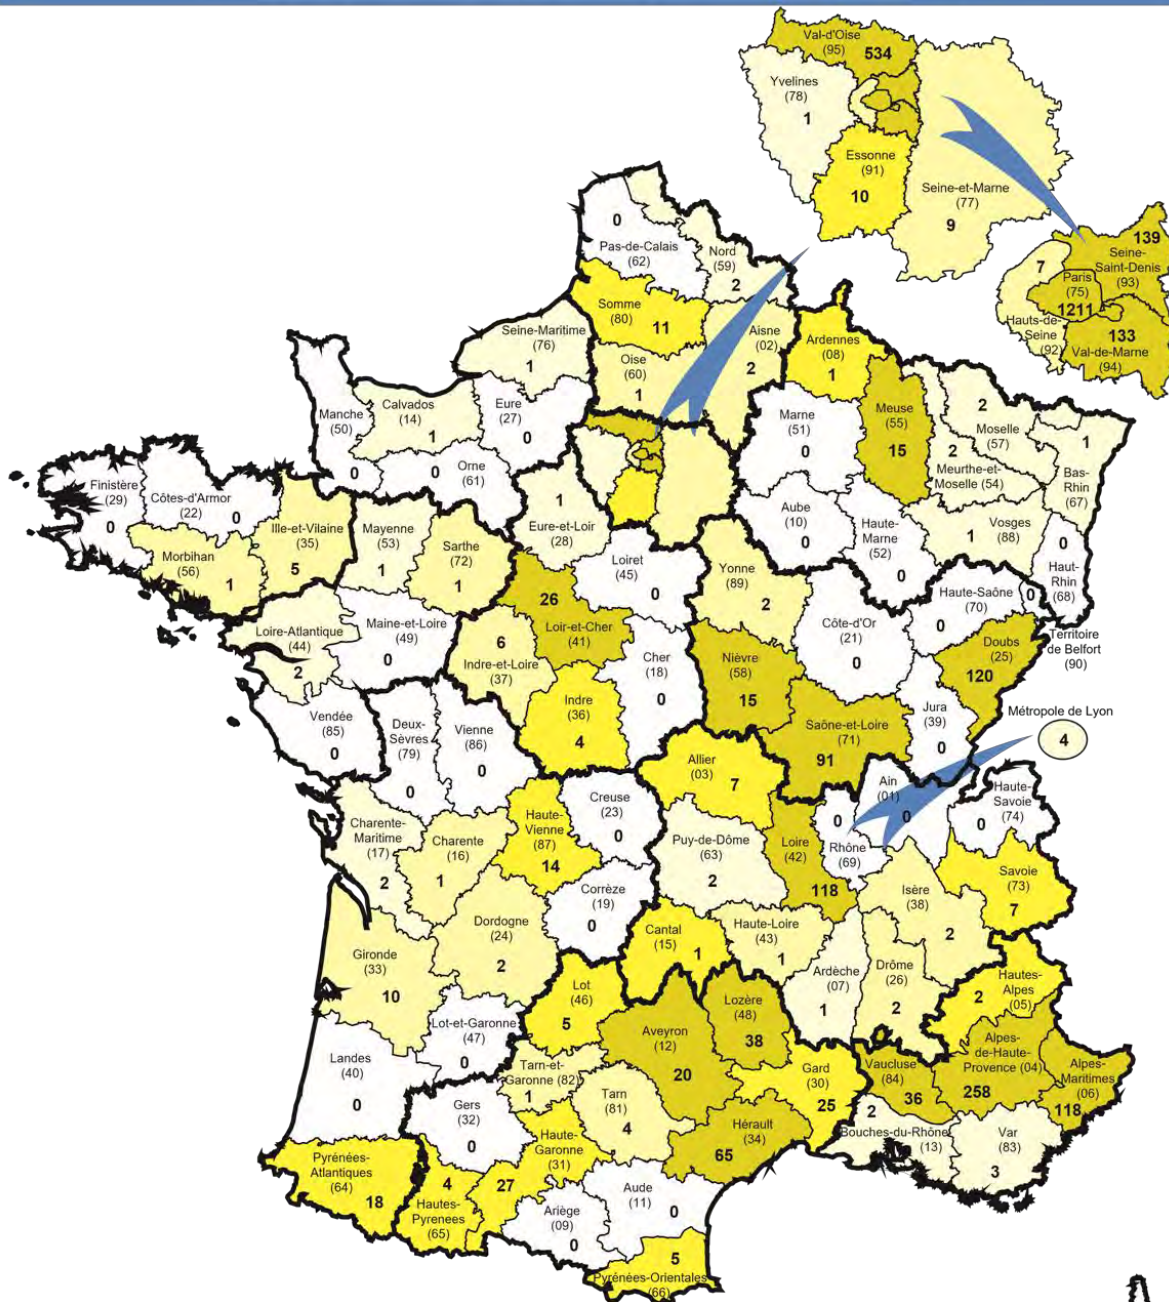 Val-d'Oise
(95) 534
Yvelines
(78)
1
Essonne
(91)
10
Seine-et-Marne
(77)
9
139
Seine-
Saint-Denis
(93)
7
Paris
(75)
1211
Hauts-de-
Seine
(92)
133
Val-de-Marne
(94)
0
Pas-de-Calais
(62)
Nord
(59)
2
Somme
(80)
11
Aisne
(02)
2
Oise
(60)
1
Seine-Maritime
(76)
1
Ardennes
(08)
1
Meuse
(55)
15
Marne
(51)
0
2
Moselle
(57)
2
Meurthe-et-
Moselle (54)
1
Bas-
Rhin
(67)
Manche
(50)
0
Calvados
(14)
1
Eure
(27)
0
0 Orne
(61)
Finistère
(29)
0
Côtes-d'Armor
(22) 0
Ille-et-Vilaine
(35)
5
Morbihan
(56)
1
Mayenne
(53)
1
Sarthe
(72)
1
1
Eure-et-Loir
(28)
Loiret
(45)
0
Aube
(10)
0
Haute-
Marne
(52)
0
Vosges
1 (88)
0
Haut-
Rhin
(68)
Yonne
(89)
2
Haute-Saône
(70)
0
0
Territoire
de Belfort
(90)
Doubs
(25)
120
Côte-d'Or
(21)
0
26
Loir-et-Cher
(41)
Loire-Atlantique
(44)
2
Maine-et-Loire
(49)
0
6
Indre-et-Loire
(37)
Cher
(18)
0
Nièvre
(58)
15
Indre
(36)
4
Saône-et-Loire
(71)
91
Jura
(39)
0
Métropole de Lyon
4
Vendée
(85)
0
Deux-
Sèvres
(79)
0
Vienne
(86)
0
Allier
(03)
7
Creuse
(23)
0
Haute-
Vienne
(87)
14
Charente-
Maritime
(17)
2
Charente
(16)
1
Puy-de-Dôme
(63)
2
Loire
(42)
118
0
Rhône
(69)
Ain
(01)
0
Haute-
Savoie
(74)
0
Savoie
(73)
7
Isère
(38)
2
Corrèze
(19)
0
Dordogne
(24)
2
Gironde
(33)
10
Cantal
(15)
1
Haute-Loire
(43)
1
Ardèche
(07)
1
Drôme
(26)
2
Hautes-
Alpes
2 (05)
Lot
(46)
5
Lot-et-Garonne
(47)
0
Landes
(40)
0
Aveyron
(12)
20
Lozère
(48)
38
Gard
(30)
25
Vaucluse
(84)
36
Alpes-
de-Haute-
Provence (04)
258
Alpes-
Maritimes
(06)
118
Tarn-et-
Garonne (82)
1
Tarn
(81)
4
Gers
(32)
0
Haute-
Garonne
(31)
27
Hérault
(34)
65
2
Bouches-du-Rhône
(13)
Var
(83)
3
Pyrénées-
Atlantiques
(64)
18
4
Hautes-
Pyrenees
(65)
Ariège
(09)
0
Aude
(11)
0
5
Pyrénées-Orientales
(66)